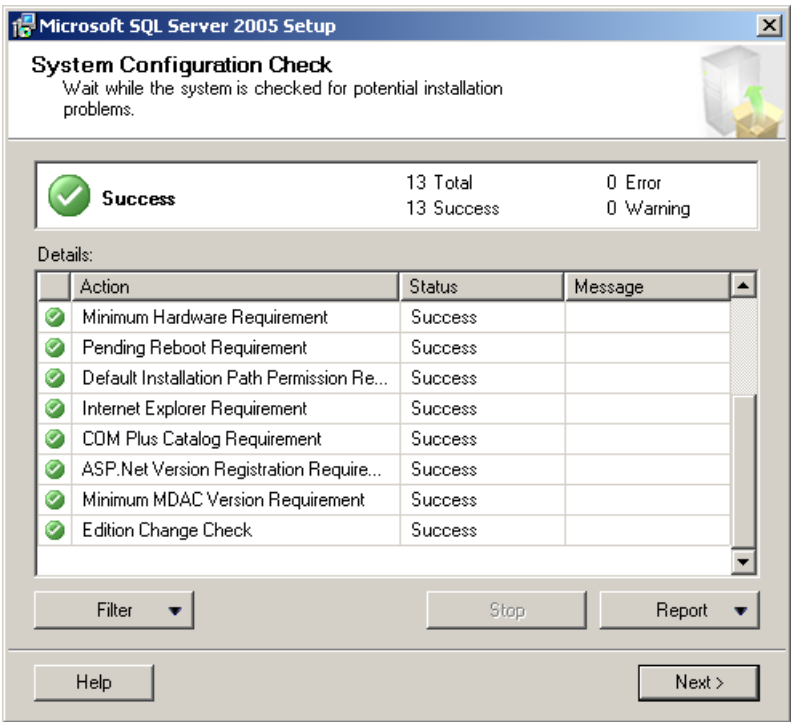 Microsoft SQL Server 2005 Setup
System Configuration Check
Wait while the system is checked for potential installation
problems.
Success
13 Total
0 Error
13 Success
0 Warning
Details:
Action Status Message
Minimum Hardware Requirement Success
Pending Reboot Requirement Success
Default Installation Path Permission Re... Success
Internet Explorer Requirement Success
COM Plus Catalog Requirement Success
ASP.Net Version Registration Require... Success
Minimum MDAC Version Requirement Success
Edition Change Check Success
Filter Stop Report
Help Next >